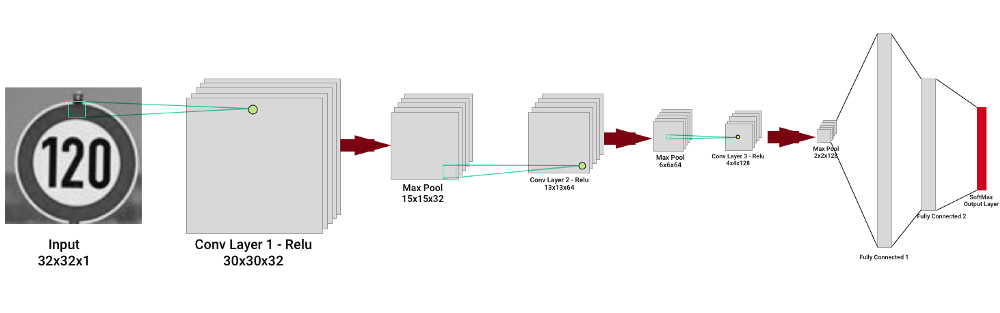 120
Input
32x32x1
Conv Layer 1 - Relu
30x30x32
Max Pool
15x15x32
Conv Layer 2 - Relu
13x13x64
Max Pool
6x6x64
Conv Layer 3 - Relu
4x4x128
Max Pool
2x2x128
Fully Connected 1
Fully Connected 2
SoftMax
Output Layer